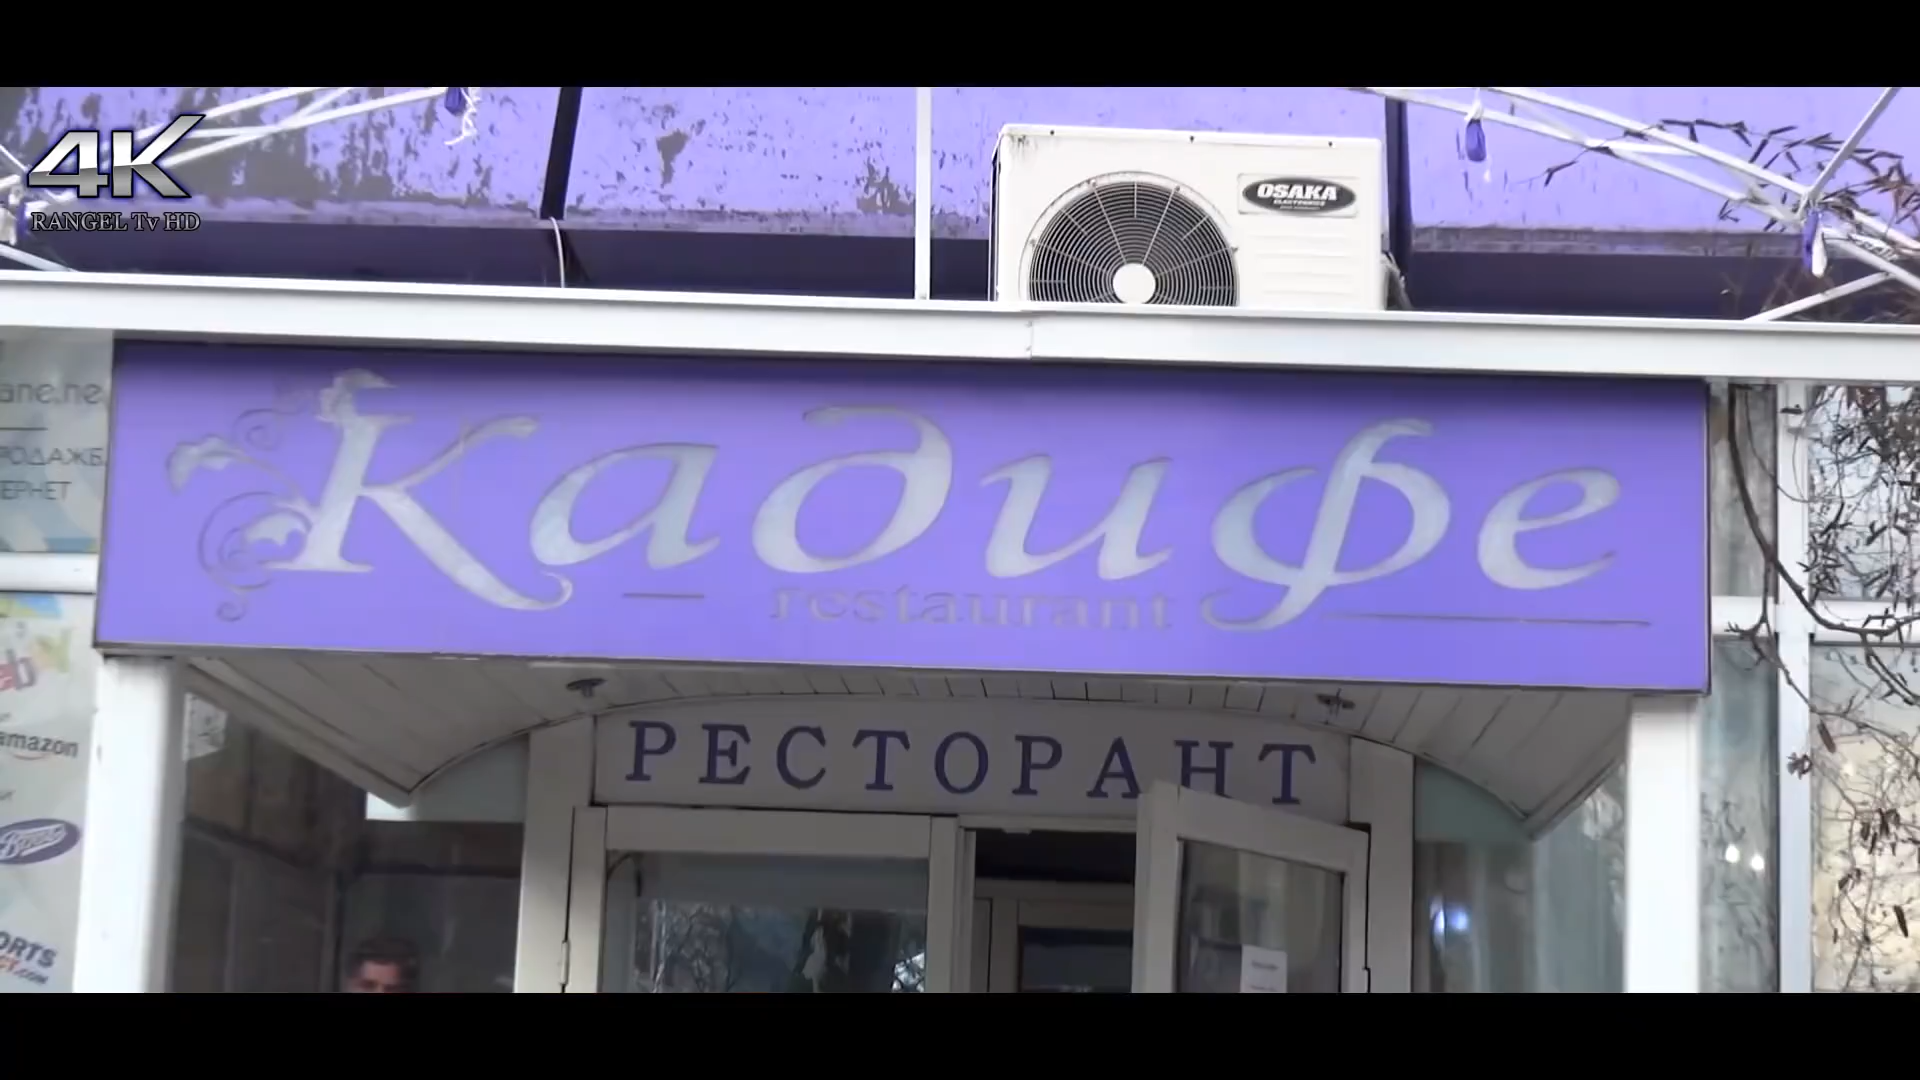 4K
RANGEL Tv HD
OSAKA
Кадифе
restaurant
РЕСТОРАНТ
amazon